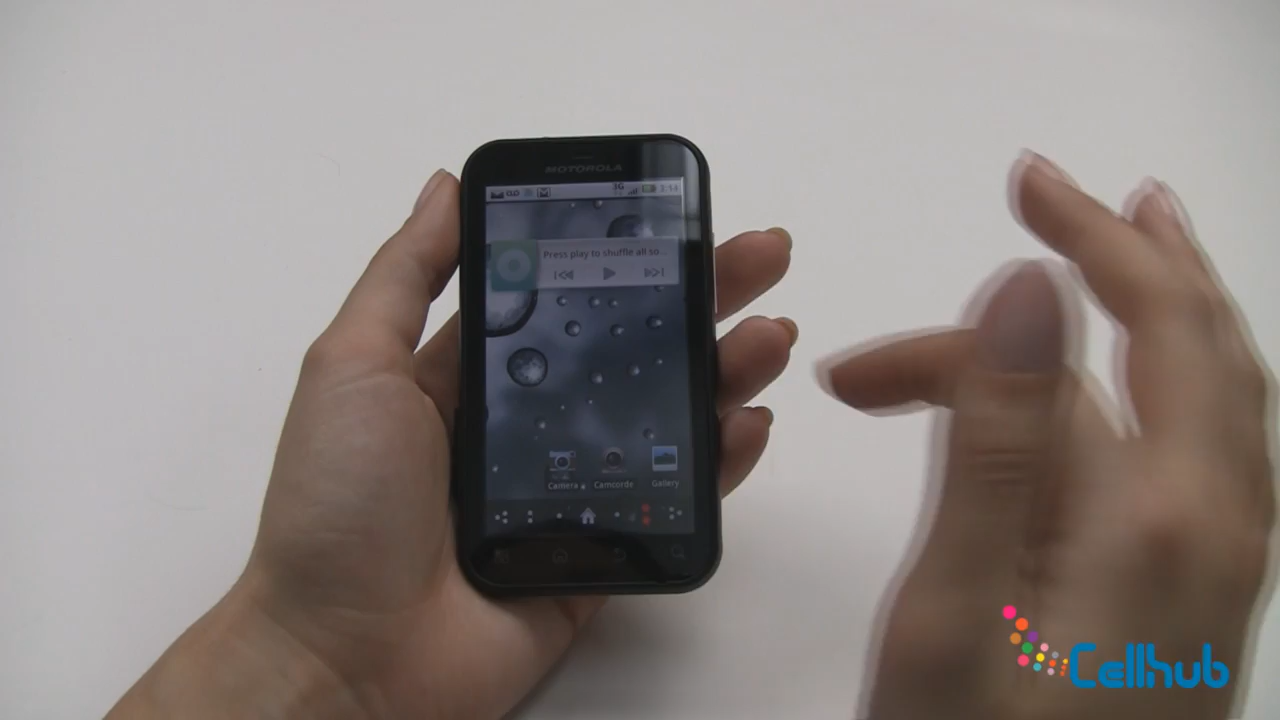 MOTOROLA
3G
Press play to shuffle all so...
Camera
Camcorde
Gallery
Cellhub